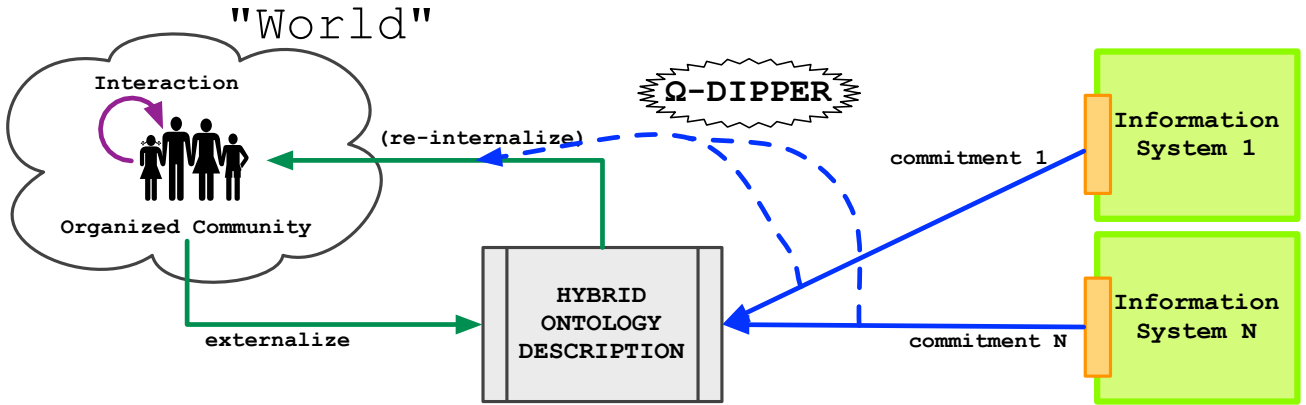 "World"
Interaction
Organized Community
(re-internalize)
externalize
Ω-DIPPER
HYBRID
ONTOLOGY
DESCRIPTION
commitment 1
commitment N
Information
System 1
Information
System N